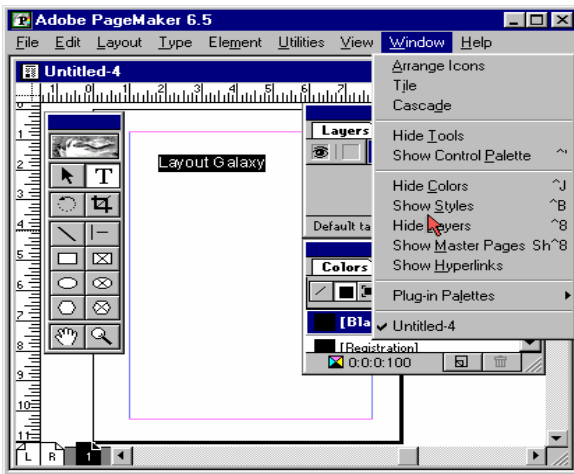 Adobe PageMaker 6.5
File Edit Layout Type Element Utilities View Window Help
Untitled-4
Layout Galaxy
Layers
Default ta
Colors
[Bla
[Registration]
0:0:0:100
Arrange Icons
Tile
Cascade
Hide Tools
Show Control Palette ^'
Hide Colors ^J
Show Styles ^B
Hide Layers ^8
Show Master Pages Sh^8
Show Hyperlinks
Plug-in Palettes
Untitled-4
L R 1